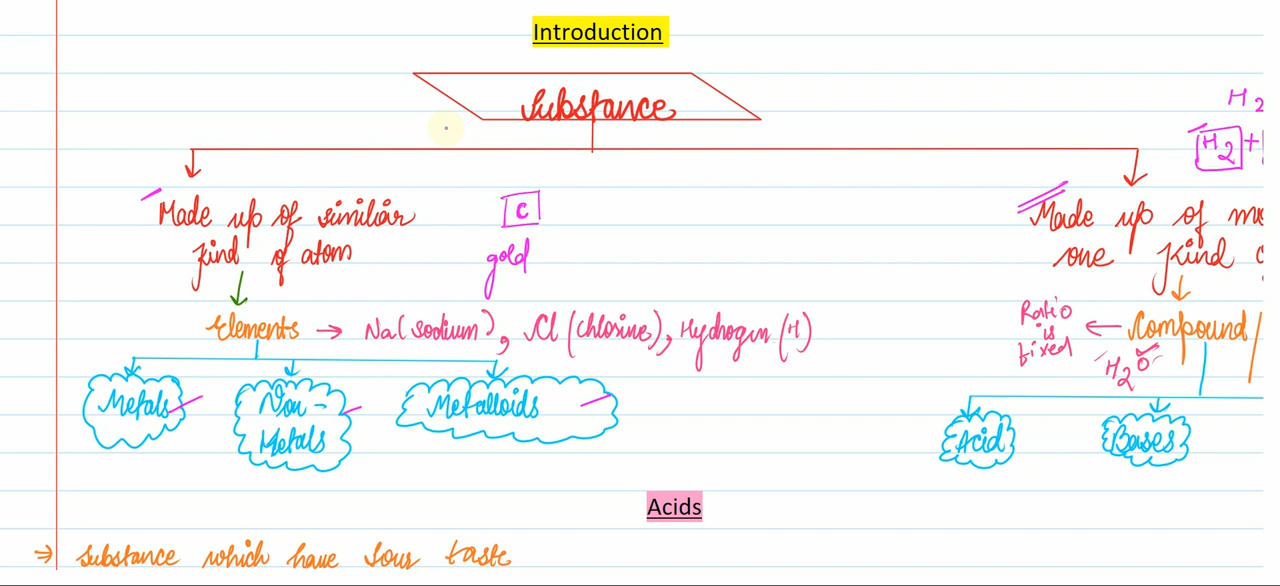 Introduction
Substance
H2
H2 +
Made up of similiar
kind of atom
C
gold
Made up of
one kind
Elements → Na (sodium), Cl (chlorine), Hydrogen (H)
Ratio
is
fixed
← Compound /
H2O
Metals
Non-
Metals
Metalloids
Acid
Bases
Acids
⇒ substance which have sour taste